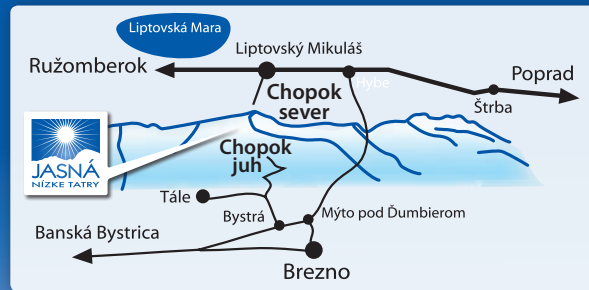 Liptovská Mara
Liptovský Mikuláš
Ružomberok
Hybe
Poprad
Štrba
Chopok
sever
JASNÁ
NÍZKE TATRY
Chopok
juh
Tále
Bystrá
Mýto pod Ďumbierom
Banská Bystrica
Brezno